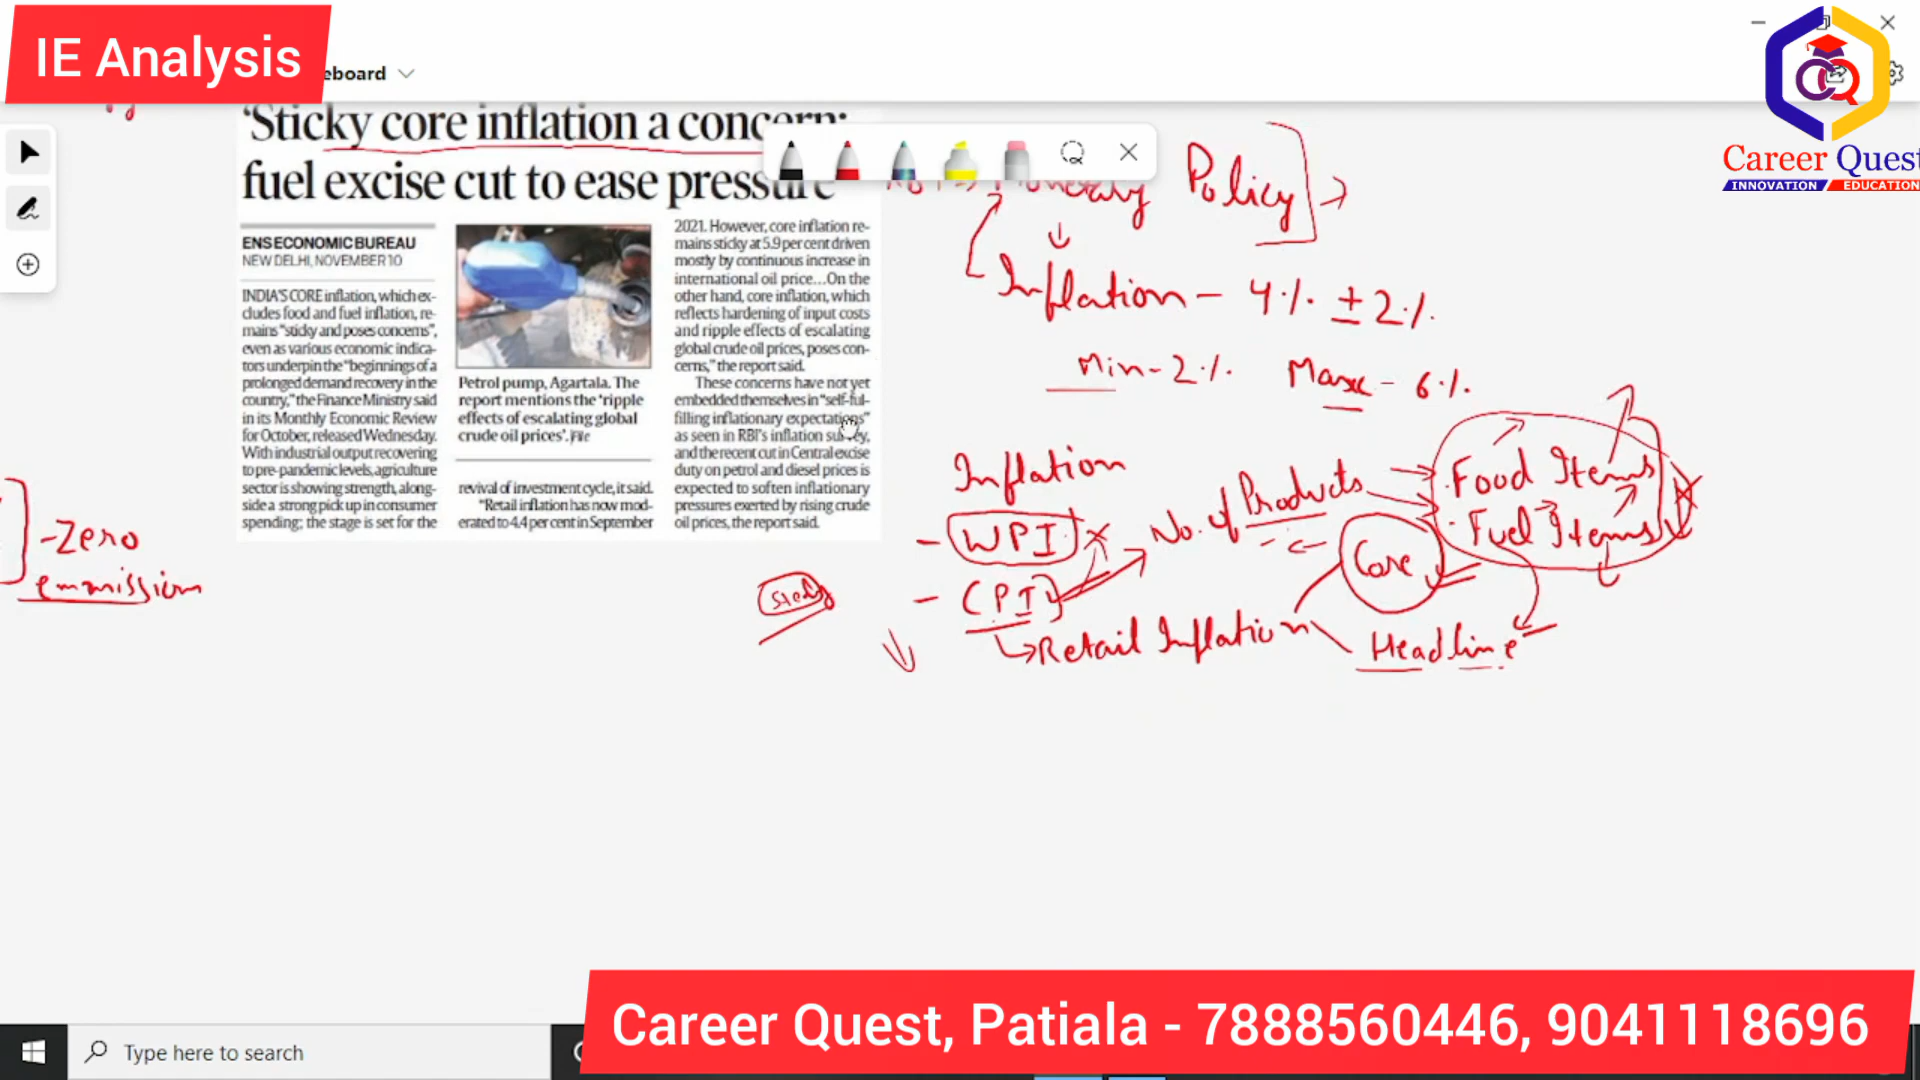 IE Analysis
eboard
'Sticky core inflation a concern:
fuel excise cut to ease pressure'
ENS ECONOMIC BUREAU
NEW DELHI, NOVEMBER 10
INDIA'S CORE inflation, which ex-
cludes food and fuel inflation, re-
mains "sticky and poses concerns",
even as various economic indica-
tors underpin the "beginnings of a
prolonged demand recovery in the
country," the Finance Ministry said
in its Monthly Economic Review
for October, released Wednesday.
With industrial output recovering
to pre-pandemic levels, agriculture
sector is showing strength, along-
side a strong pick up in consumer
spending; the stage is set for the
Petrol pump, Agartala. The
report mentions the 'ripple
effects of escalating global
crude oil prices'. File
revival of investment cycle, it said.
"Retail inflation has now mod-
erated to 4.4 per cent in September
2021. However, core inflation re-
mains sticky at 5.9 per cent driven
mostly by continuous increase in
international oil price...On the
other hand, core inflation, which
reflects hardening of input costs
and ripple effects of escalating
global crude oil prices, poses con-
cerns," the report said.
These concerns have not yet
embedded themselves in "self-ful-
filling inflationary expectations"
as seen in RBI's inflation survey,
and the recent cut in Central excise
duty on petrol and diesel prices is
expected to soften inflationary
pressures exerted by rising crude
oil prices, the report said.
Monetary Policy
Inflation - 4% ± 2%.
Min - 2%. Max - 6%.
Inflation
- WPI
- CPI
No. of Products
Food Items
Fuel Items
Core
Retail Inflation
Headline
- Zero
emmission
CQ
Career Quest
INNOVATION EDUCATION
Type here to search
Career Quest, Patiala - 7888560446, 9041118696